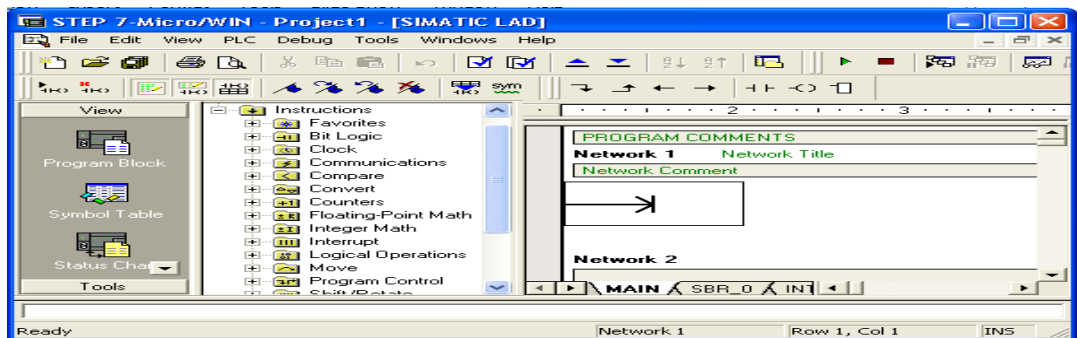 STEP 7-Micro/WIN - Project1 - [SIMATIC LAD]
File Edit View PLC Debug Tools Windows Help
sym
View
Program Block
Symbol Table
Tools
Instructions
Favorites
Bit Logic
Clock
Communications
Compare
Convert
Counters
Floating-Point Math
Integer Math
Interrupt
Logical Operations
Move
Program Control
2 3
PROGRAM COMMENTS
Network 1 Network Title
Network Comment
Network 2
MAIN SBR_0 INT
Ready Network 1 Row 1, Col 1 INS